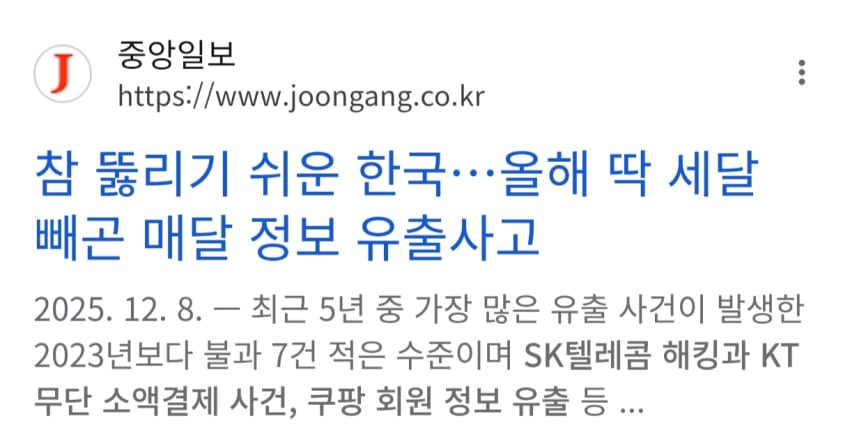 J
중앙일보
https://www.joongang.co.kr
참 뚫리기 쉬운 한국…올해 딱 세달
빼곤 매달 정보 유출사고
2025. 12. 8. — 최근 5년 중 가장 많은 유출 사건이 발생한
2023년보다 불과 7건 적은 수준이며 SK텔레콤 해킹과 KT
무단 소액결제 사건, 쿠팡 회원 정보 유출 등 ...